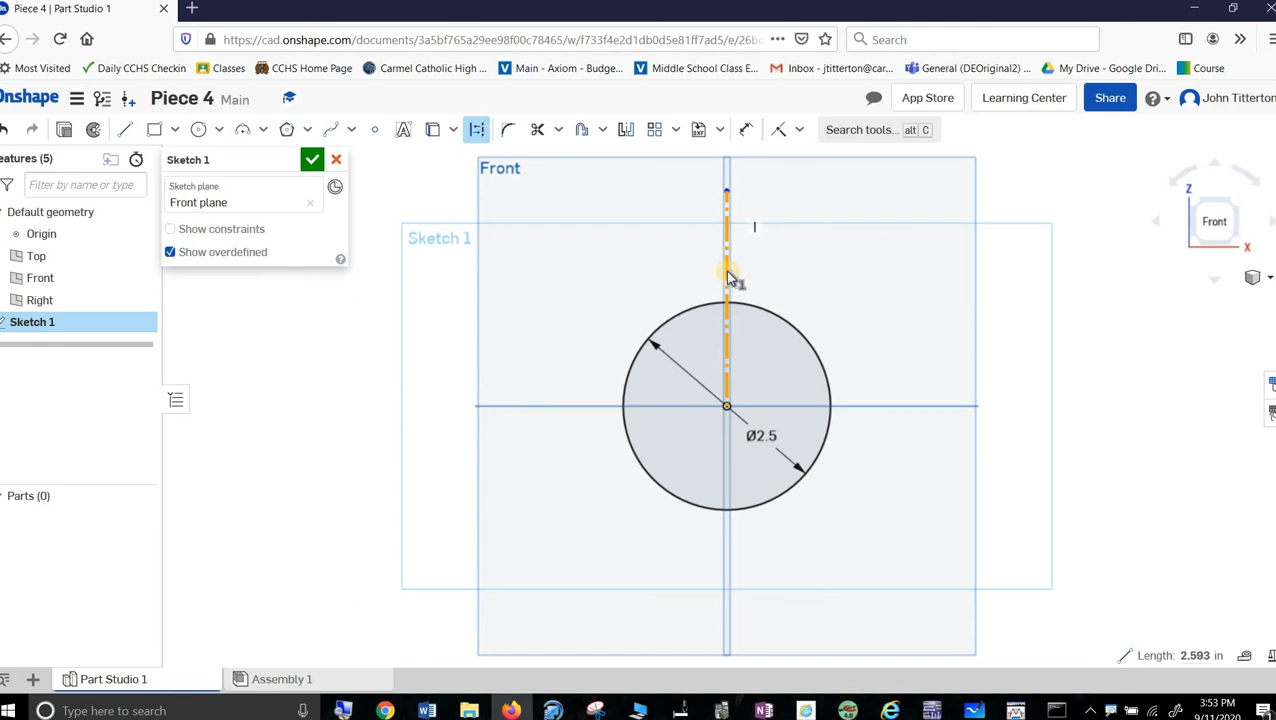 Piece 4 | Part Studio 1
https://cad.onshape.com/documents/3a5bf765a29ee98f00c78465/w/f733f4e2d1db0d5e81ff7ad5/e/26bc
Search
Most Visited
Daily CCHS Checkin
Classes
CCHS Home Page
Carmel Catholic High ...
Main - Axiom - Budge...
Middle School Class E...
Inbox - jtitterton@car...
General (DEOriginal2) ...
My Drive - Google Dri...
Course
Onshape
Piece 4 Main
App Store
Learning Center
Share
John Titterton
Search tools... alt C
eatures (5)
Filter by name or type
Default geometry
Origin
Top
Front
Right
Sketch 1
Parts (0)
Sketch 1
Sketch plane
Front plane
Show constraints
Show overdefined
Front
Sketch 1
Ø2.5
Z
Front
X
Length: 2.593 in
Part Studio 1
Assembly 1
Type here to search
3:53 PM
9/11/2020